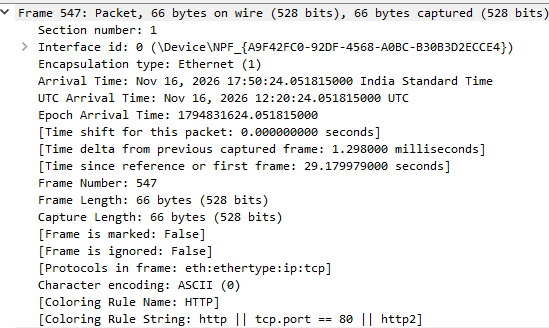 Frame 547: Packet, 66 bytes on wire (528 bits), 66 bytes captured (528 bits)
Section number: 1
Interface id: 0 (\Device\NPF_{A9F42FC0-92DF-4568-A0BC-B30B3D2ECCE4})
Encapsulation type: Ethernet (1)
Arrival Time: Nov 16, 2026 17:50:24.051815000 India Standard Time
UTC Arrival Time: Nov 16, 2026 12:20:24.051815000 UTC
Epoch Arrival Time: 1794831624.051815000
[Time shift for this packet: 0.000000000 seconds]
[Time delta from previous captured frame: 1.298000 milliseconds]
[Time since reference or first frame: 29.179979000 seconds]
Frame Number: 547
Frame Length: 66 bytes (528 bits)
Capture Length: 66 bytes (528 bits)
[Frame is marked: False]
[Frame is ignored: False]
[Protocols in frame: eth:ethertype:ip:tcp]
Character encoding: ASCII (0)
[Coloring Rule Name: HTTP]
[Coloring Rule String: http || tcp.port == 80 || http2]